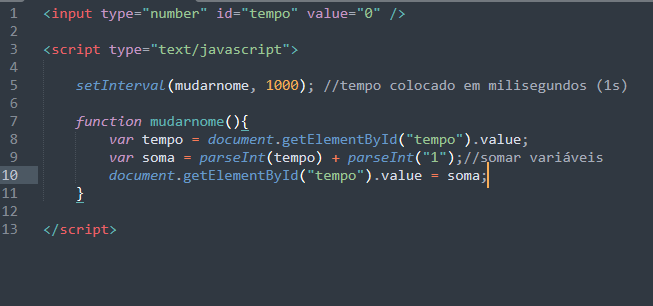 1 <input type="number" id="tempo" value="0" />
2
3 <script type="text/javascript">
4
5 setInterval(mudarnome, 1000); //tempo colocado em milisegundos (1s)
6
7 function mudarnome(){
8 var tempo = document.getElementById("tempo").value;
9 var soma = parseInt(tempo) + parseInt("1");//somar variáveis
10 document.getElementById("tempo").value = soma;
11 }
12
13 </script>